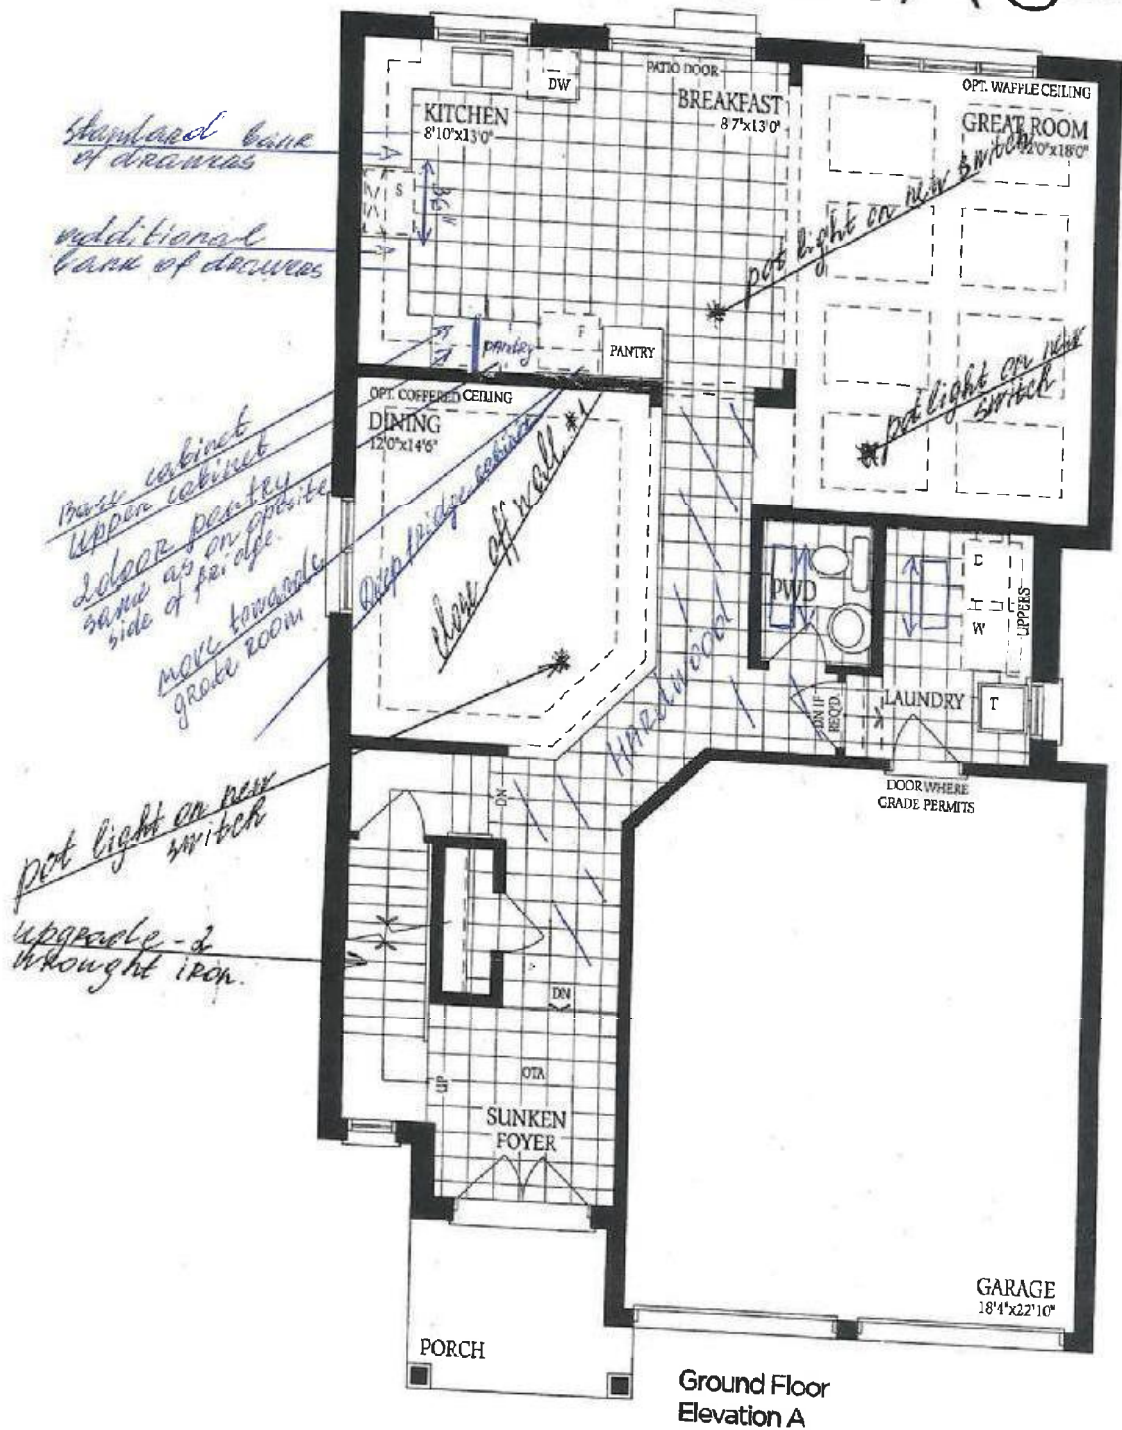 PATIO DOOR
OPT. WAFFLE CEILING
DW
KITCHEN
8'10"x13'0"
BREAKFAST
8'7"x13'0"
GREAT ROOM
12'0"x18'0"
standard bank
of drawers
S
36"
additional
bank of drawers
pot light on new switch
F
pantry
PANTRY
pot light on new
switch
OPT. COFFERED CEILING
DINING
12'0"x14'6"
Base cabinet
upper cabinet
2 door pantry
same as on opposite
side of fridge.
move towards
grate room
Deep fridge cabinet
close off wall
Hardwood
PWD
D
W
UPPERS
LAUNDRY
T
DN IF
REQ'D.
DOOR WHERE
GRADE PERMITS
DN
pot light on new
switch
upgrade - 2
wrought iron.
DN
UP
OTA
SUNKEN
FOYER
GARAGE
18'4"x22'10"
PORCH
Ground Floor
Elevation A